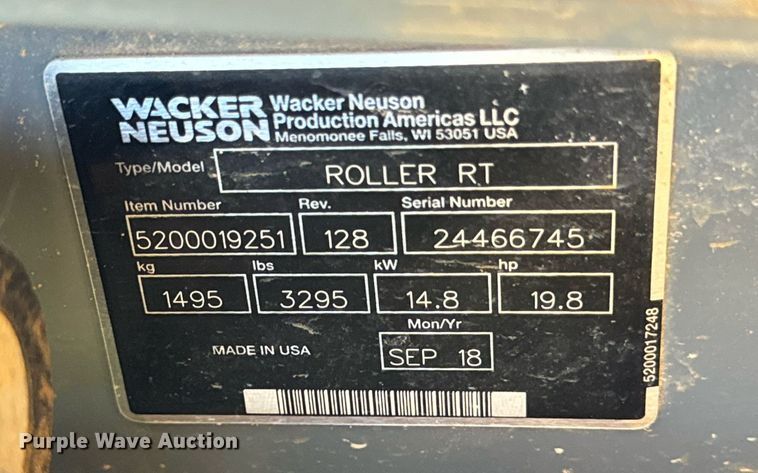 WACKER
NEUSON
Wacker Neuson
Production Americas LLC
Menomonee Falls, WI 53051 USA
Type/Model
ROLLER RT
Item Number Rev. Serial Number
5200019251 128 24466745
kg lbs kW hp
1495 3295 14.8 19.8
Mon/Yr
MADE IN USA SEP 18
5200017248
Purple Wave Auction